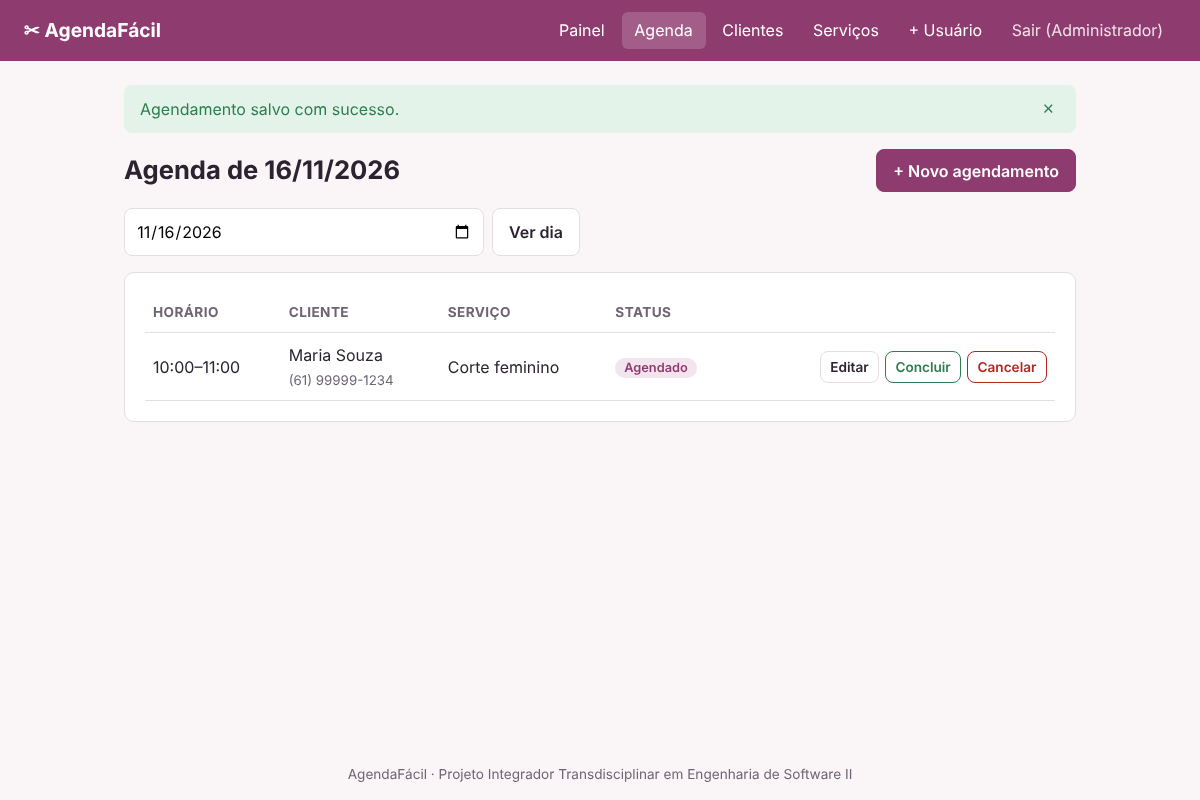 ✂ AgendaFácil Painel Agenda Clientes Serviços + Usuário Sair (Administrador)
Agendamento salvo com sucesso. ×
Agenda de 16/11/2026 + Novo agendamento
11/16/2026 Ver dia
HORÁRIO CLIENTE SERVIÇO STATUS
10:00–11:00 Maria Souza Corte feminino Agendado Editar Concluir Cancelar
(61) 99999-1234
AgendaFácil · Projeto Integrador Transdisciplinar em Engenharia de Software II